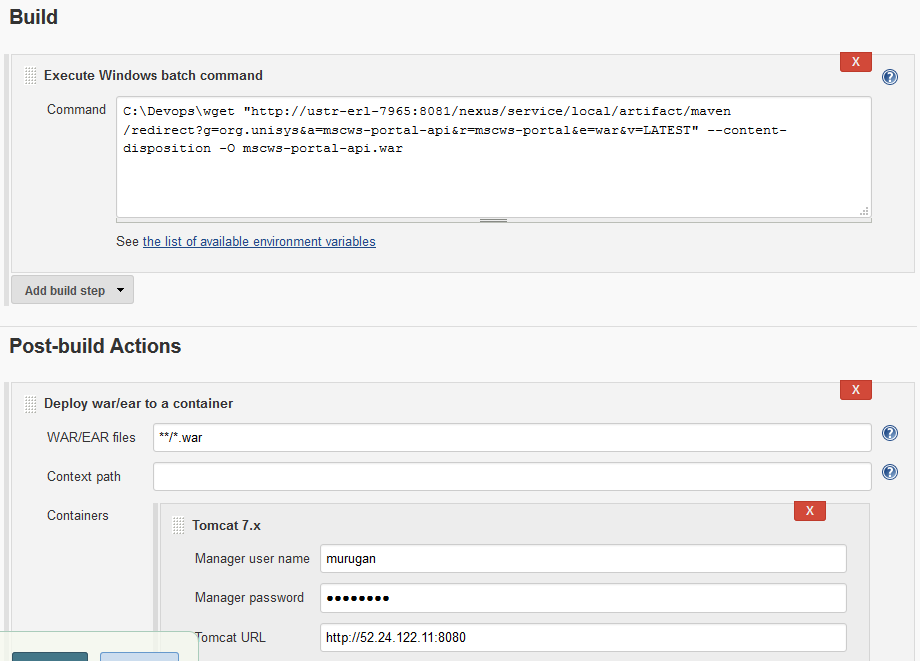 Build
X
Execute Windows batch command
Command
C:\Devops\wget "http://ustr-erl-7965:8081/nexus/service/local/artifact/maven
/redirect?g=org.unisys&a=mscws-portal-api&r=mscws-portal&e=war&v=LATEST" --content-
disposition -O mscws-portal-api.war
See the list of available environment variables
Add build step
Post-build Actions
X
Deploy war/ear to a container
WAR/EAR files **/*.war
Context path
Containers
X
Tomcat 7.x
Manager user name murugan
Manager password ••••••••
Tomcat URL http://52.24.122.11:8080